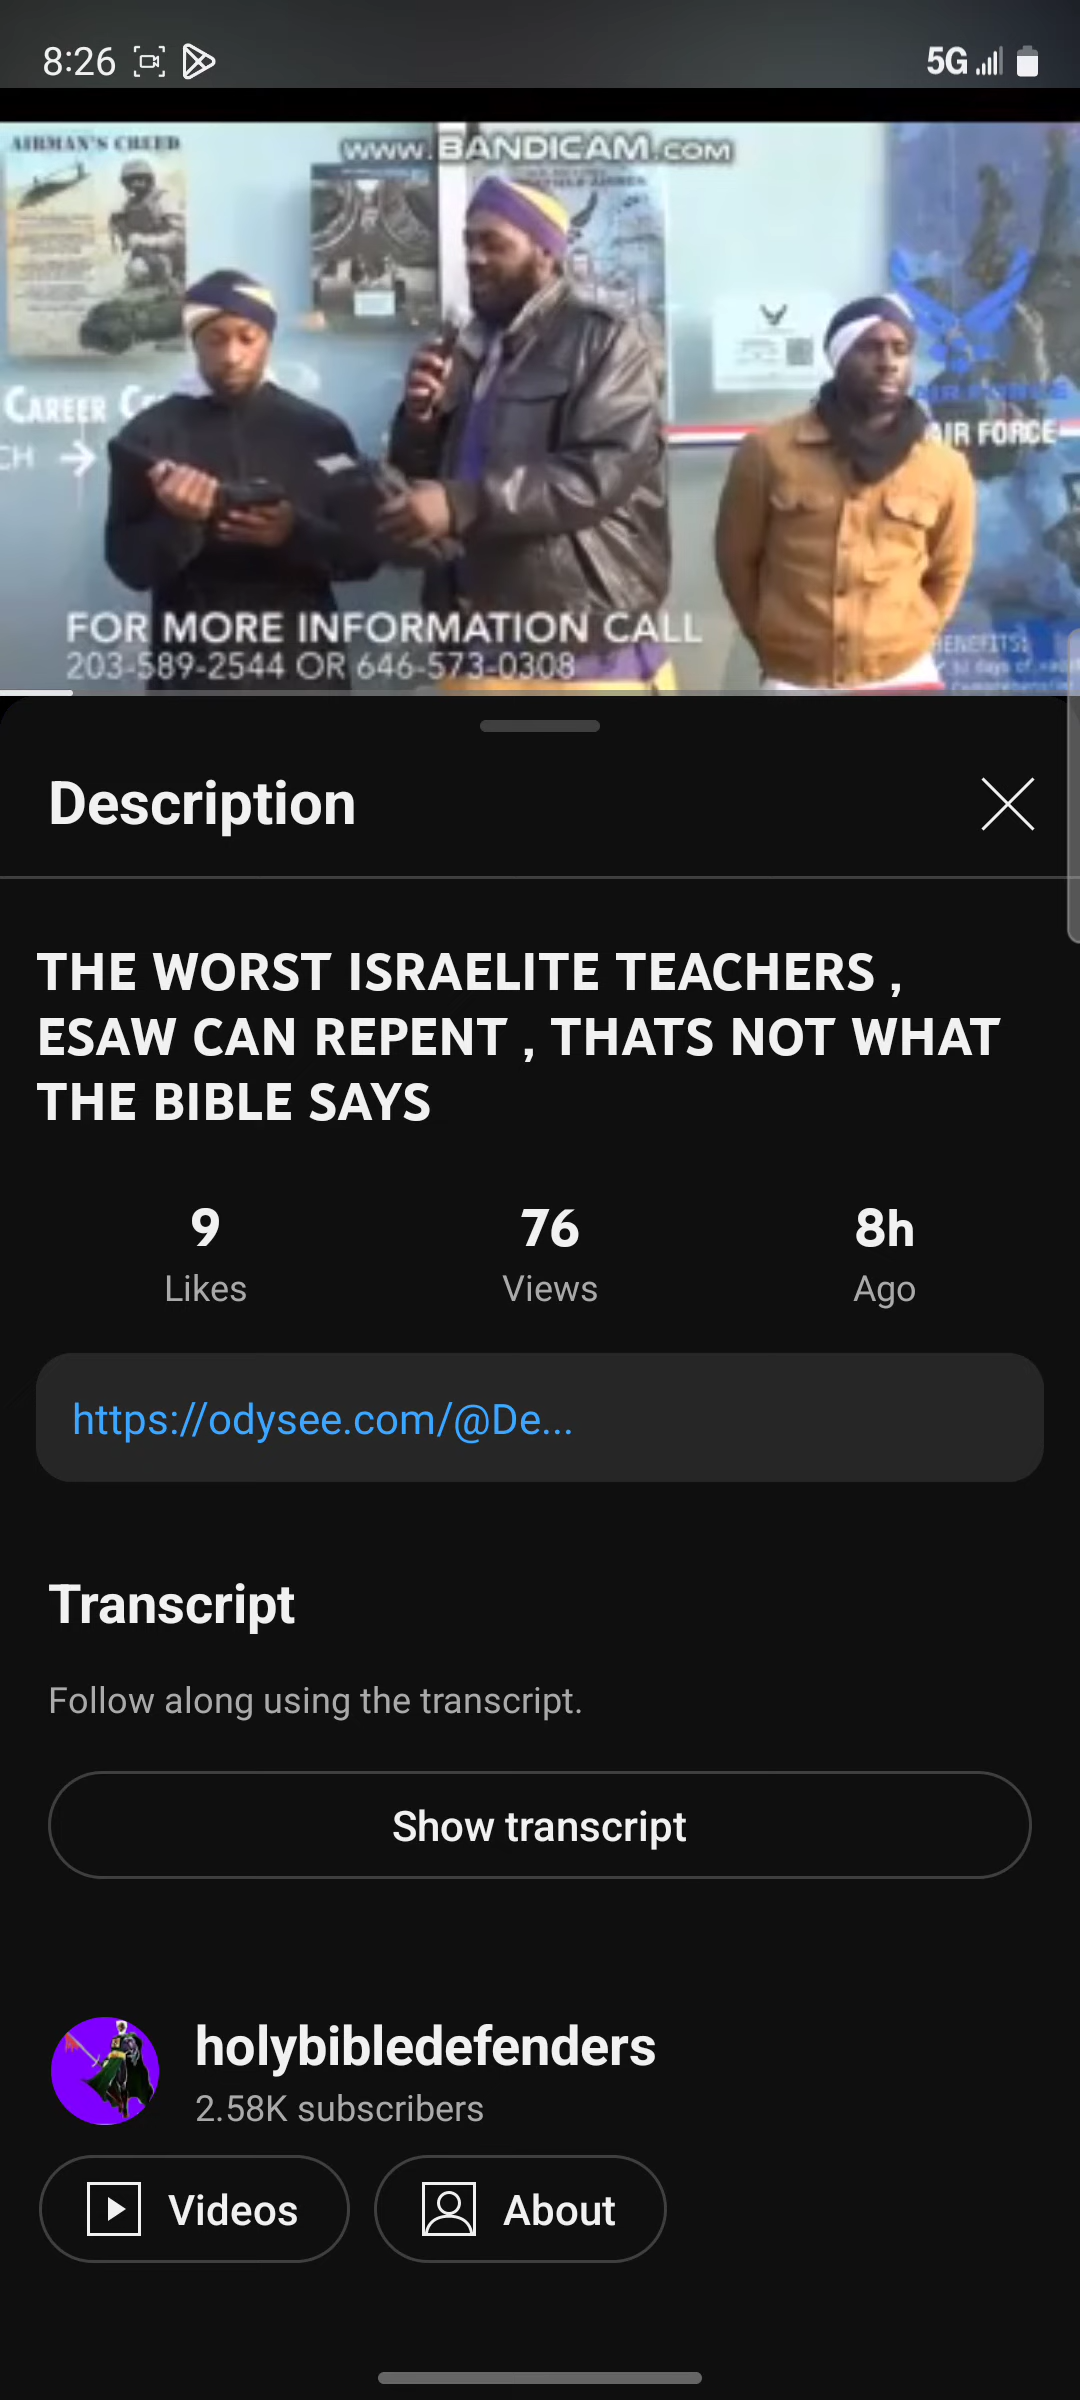 8:26
5G
AIRMAN'S CREED
www.BANDICAM.com
CAREER
CH →
AIR FORCE
AIR FORCE
FOR MORE INFORMATION CALL
203-589-2544 OR 646-573-0308
BENEFITS:
Description
THE WORST ISRAELITE TEACHERS ,
ESAW CAN REPENT , THATS NOT WHAT
THE BIBLE SAYS
9 76 8h
Likes Views Ago
https://odysee.com/@De...
Transcript
Follow along using the transcript.
Show transcript
holybibledefenders
2.58K subscribers
Videos About